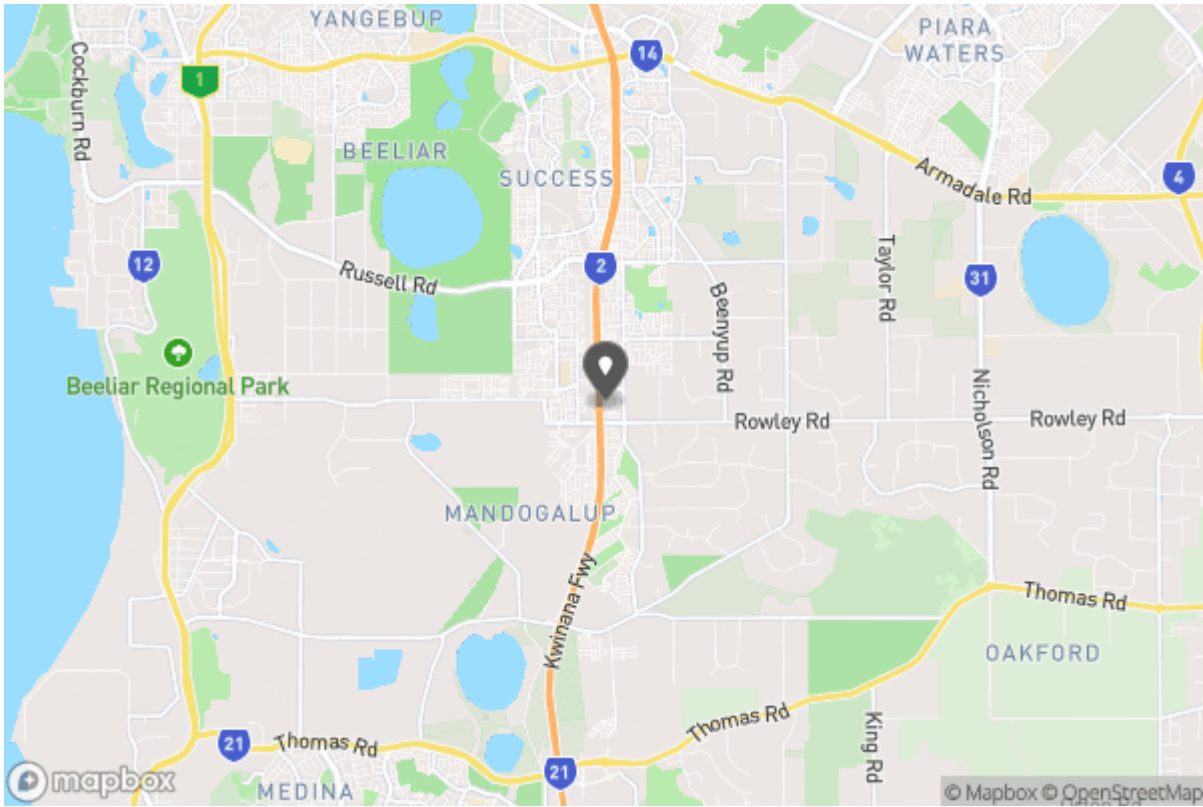 YANGEBUP
PIARA
WATERS
14
1
Cockburn Rd
BEELIAR
SUCCESS
Armadale Rd
4
12
Russell Rd
2
Taylor Rd
31
Beenyup Rd
Beeliar Regional Park
Nicholson Rd
Rowley Rd
Rowley Rd
MANDOGALUP
Kwinana Fwy
Thomas Rd
OAKFORD
Thomas Rd
King Rd
21
Thomas Rd
21
mapbox
MEDINA
© Mapbox © OpenStreetMap